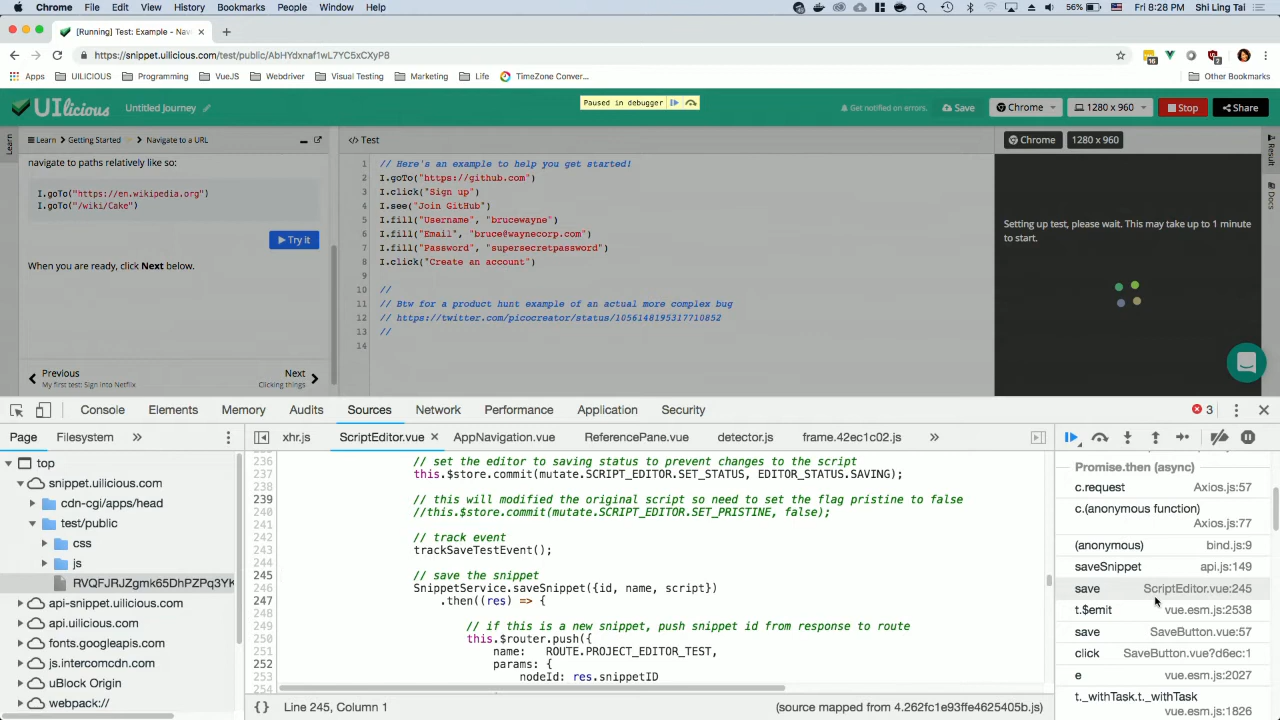 Chrome File Edit View History Bookmarks People Window Help
56% Fri 8:28 PM Shi Ling Tai
[Running] Test: Example - Na
https://snippet.uilicious.com/test/public/AbHYdxnaf1wL7YC5xCXyP8
16
Apps UILICIOUS Programming VueJS Webdriver Visual Testing Marketing Life TimeZone Conver... Other Bookmarks
UIlicious Untitled Journey
Paused in debugger
Get notified on errors. Save Chrome 1280 x 960 Stop Share
Learn
Learn > Getting Started > Navigate to a URL
navigate to paths relatively like so:
I.goTo("https://en.wikipedia.org")
I.goTo("/wiki/Cake")
Try it
When you are ready, click Next below.
Previous
My first test: Sign into Netflix
Next
Clicking things
</> Test
1 // Here's an example to help you get started!
2 I.goTo("https://github.com")
3 I.click("Sign up")
4 I.see("Join GitHub")
5 I.fill("Username", "brucewayne")
6 I.fill("Email", "bruce@waynecorp.com")
7 I.fill("Password", "supersecretpassword")
8 I.click("Create an account")
9
10 //
11 // Btw for a product hunt example of an actual more complex bug
12 // https://twitter.com/picocreator/status/1056148195317710852
13 //
14
Chrome 1280 x 960
Setting up test, please wait. This may take up to 1 minute
to start.
Result
Docs
Console Elements Memory Audits Sources Network Performance Application Security 3
Page Filesystem »
top
snippet.uilicious.com
cdn-cgi/apps/head
test/public
css
js
RVQFJRJZgmk65DhPZPq3YK
api-snippet.uilicious.com
api.uilicious.com
fonts.googleapis.com
js.intercomcdn.com
uBlock Origin
webpack://
xhr.js ScriptEditor.vue × AppNavigation.vue ReferencePane.vue detector.js frame.42ec1c02.js »
236 // set the editor to saving status to prevent changes to the script
237 this.$store.commit(mutate.SCRIPT_EDITOR.SET_STATUS, EDITOR_STATUS.SAVING);
238
239 // this will modified the original script so need to set the flag pristine to false
240 //this.$store.commit(mutate.SCRIPT_EDITOR.SET_PRISTINE, false);
241
242 // track event
243 trackSaveTestEvent();
244
245 // save the snippet
246 SnippetService.saveSnippet({id, name, script})
247 .then((res) => {
248
249 // if this is a new snippet, push snippet id from response to route
250 this.$router.push({
251 name: ROUTE.PROJECT_EDITOR_TEST,
252 params: {
253 nodeId: res.snippetID
254
{} Line 245, Column 1 (source mapped from 4.262fc1e93ffe4625405b.js)
Promise.then (async)
c.request Axios.js:57
c.(anonymous function)
Axios.js:77
(anonymous) bind.js:9
saveSnippet api.js:149
save ScriptEditor.vue:245
t.$emit vue.esm.js:2538
save SaveButton.vue:57
click SaveButton.vue?d6ec:1
e vue.esm.js:2027
t._withTask.t._withTask
vue.esm.js:1826